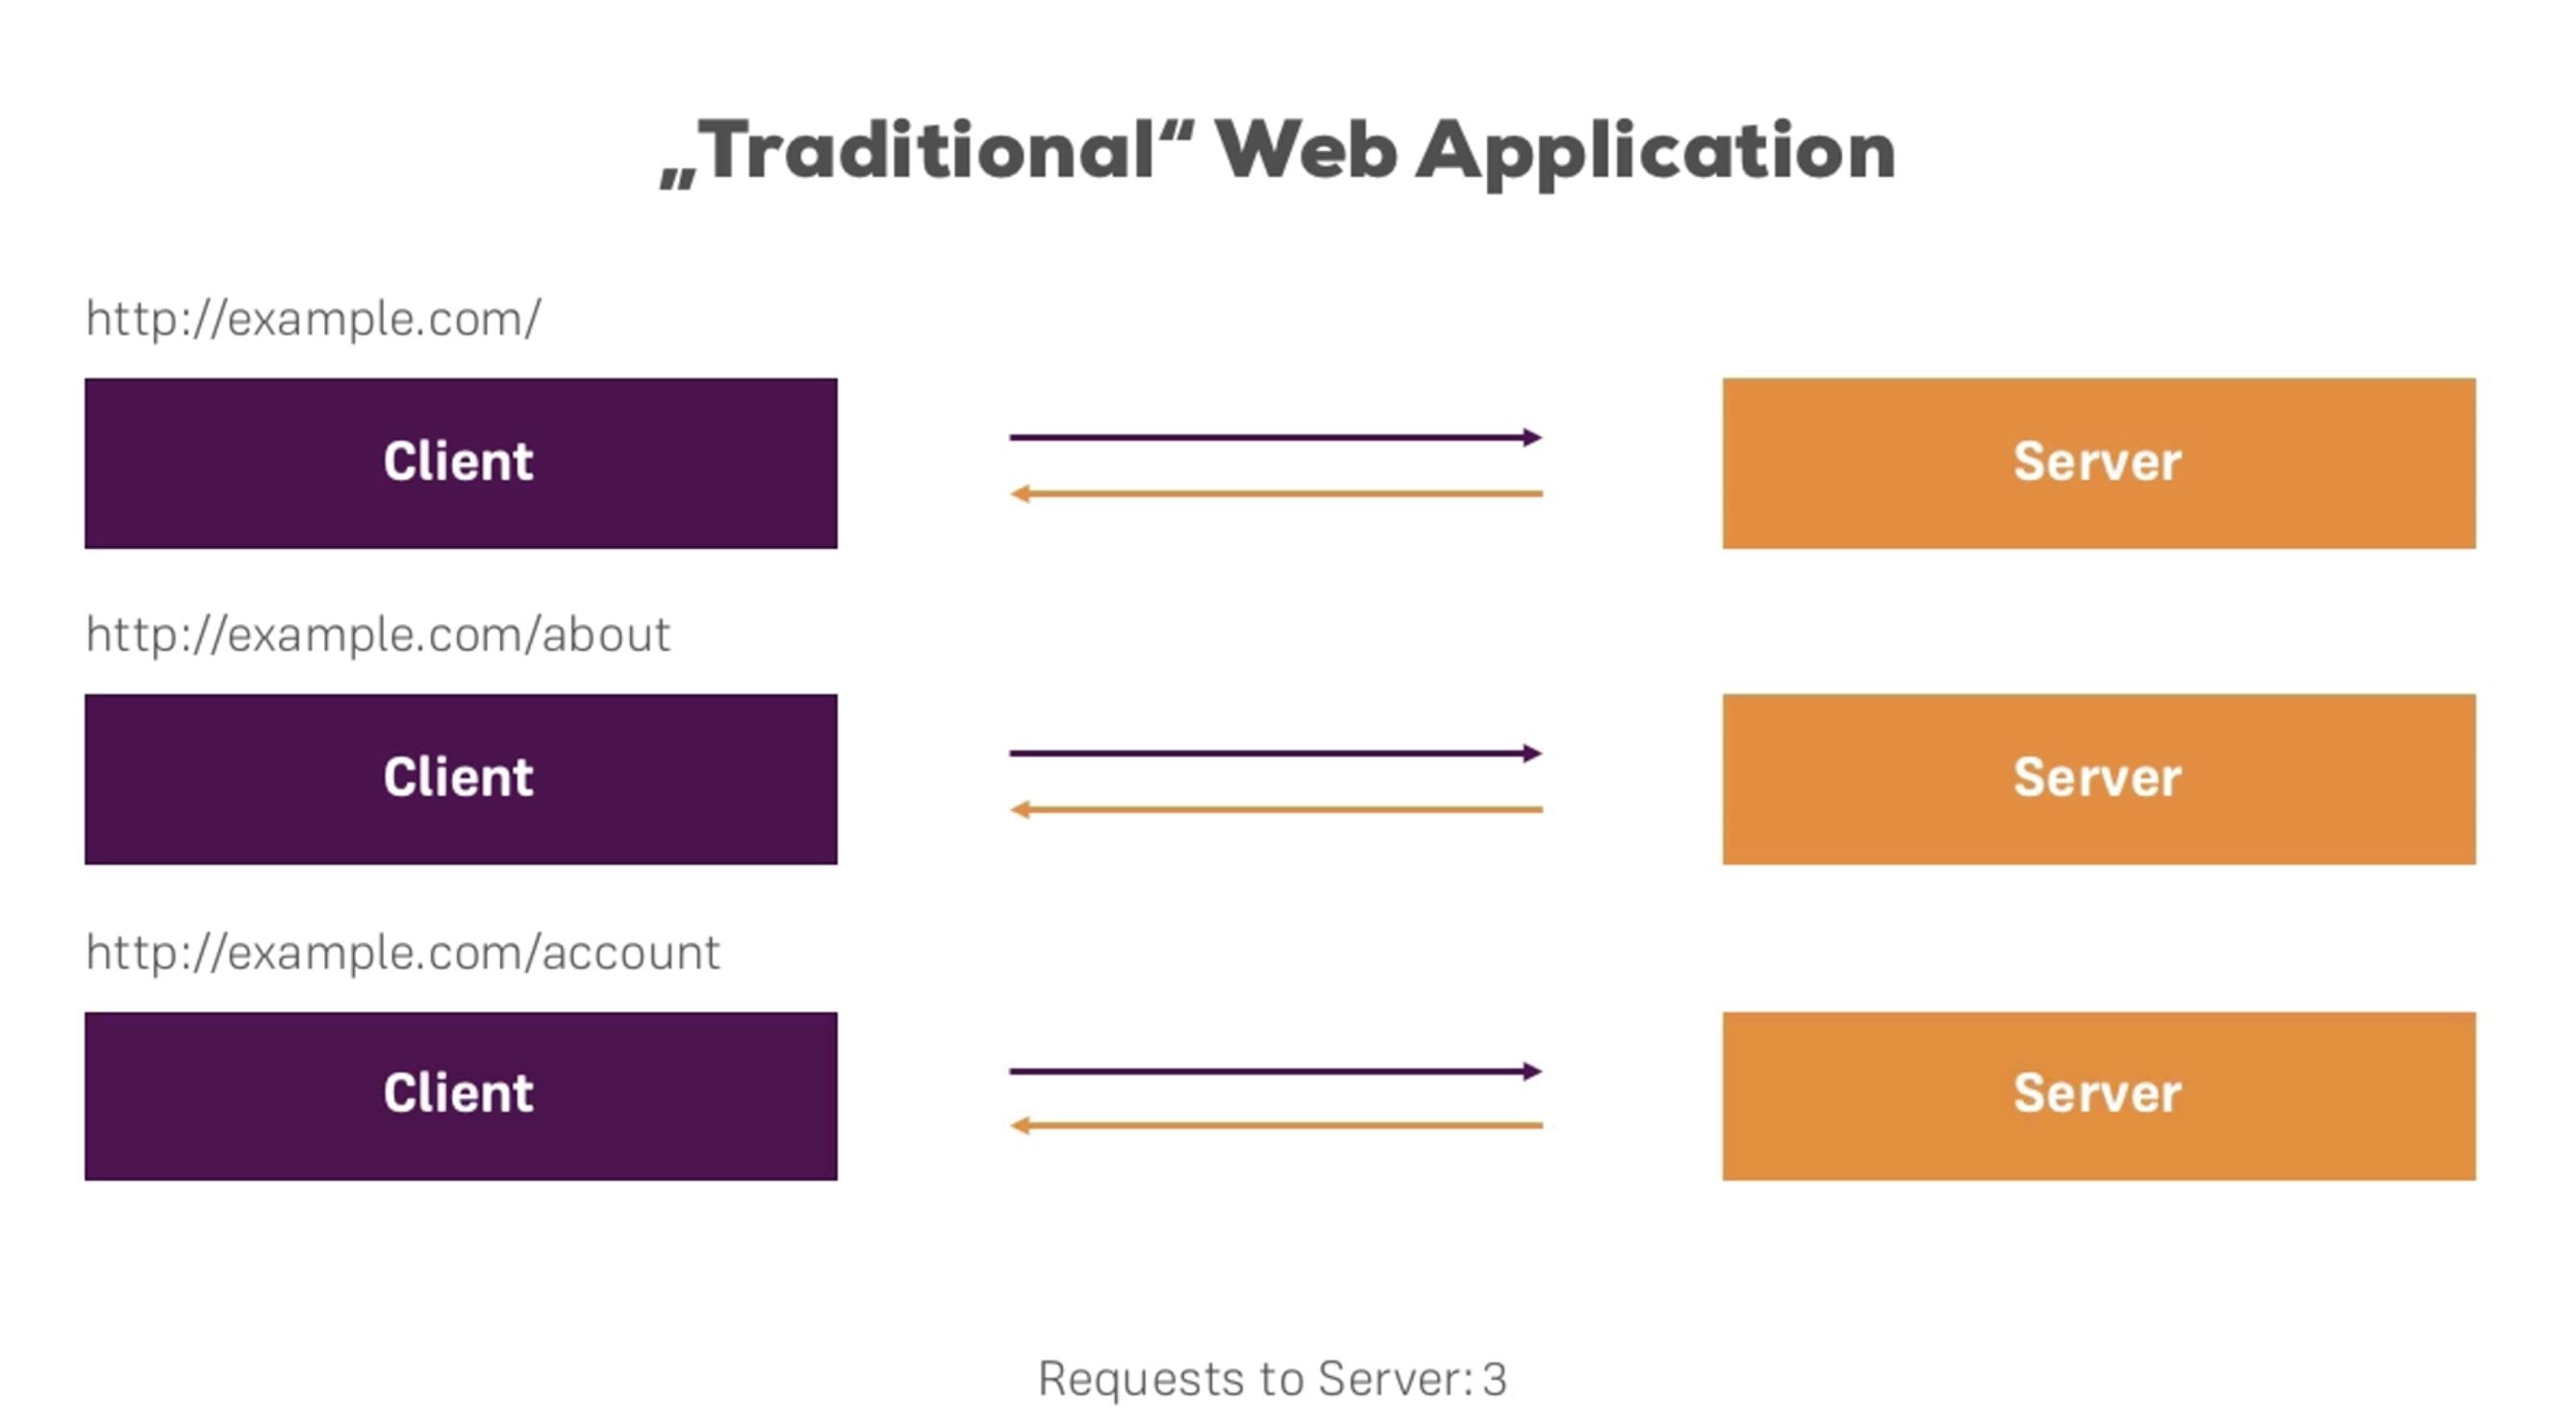 „Traditional“ Web Application
http://example.com/
Client
Server
http://example.com/about
Client
Server
http://example.com/account
Client
Server
Requests to Server: 3